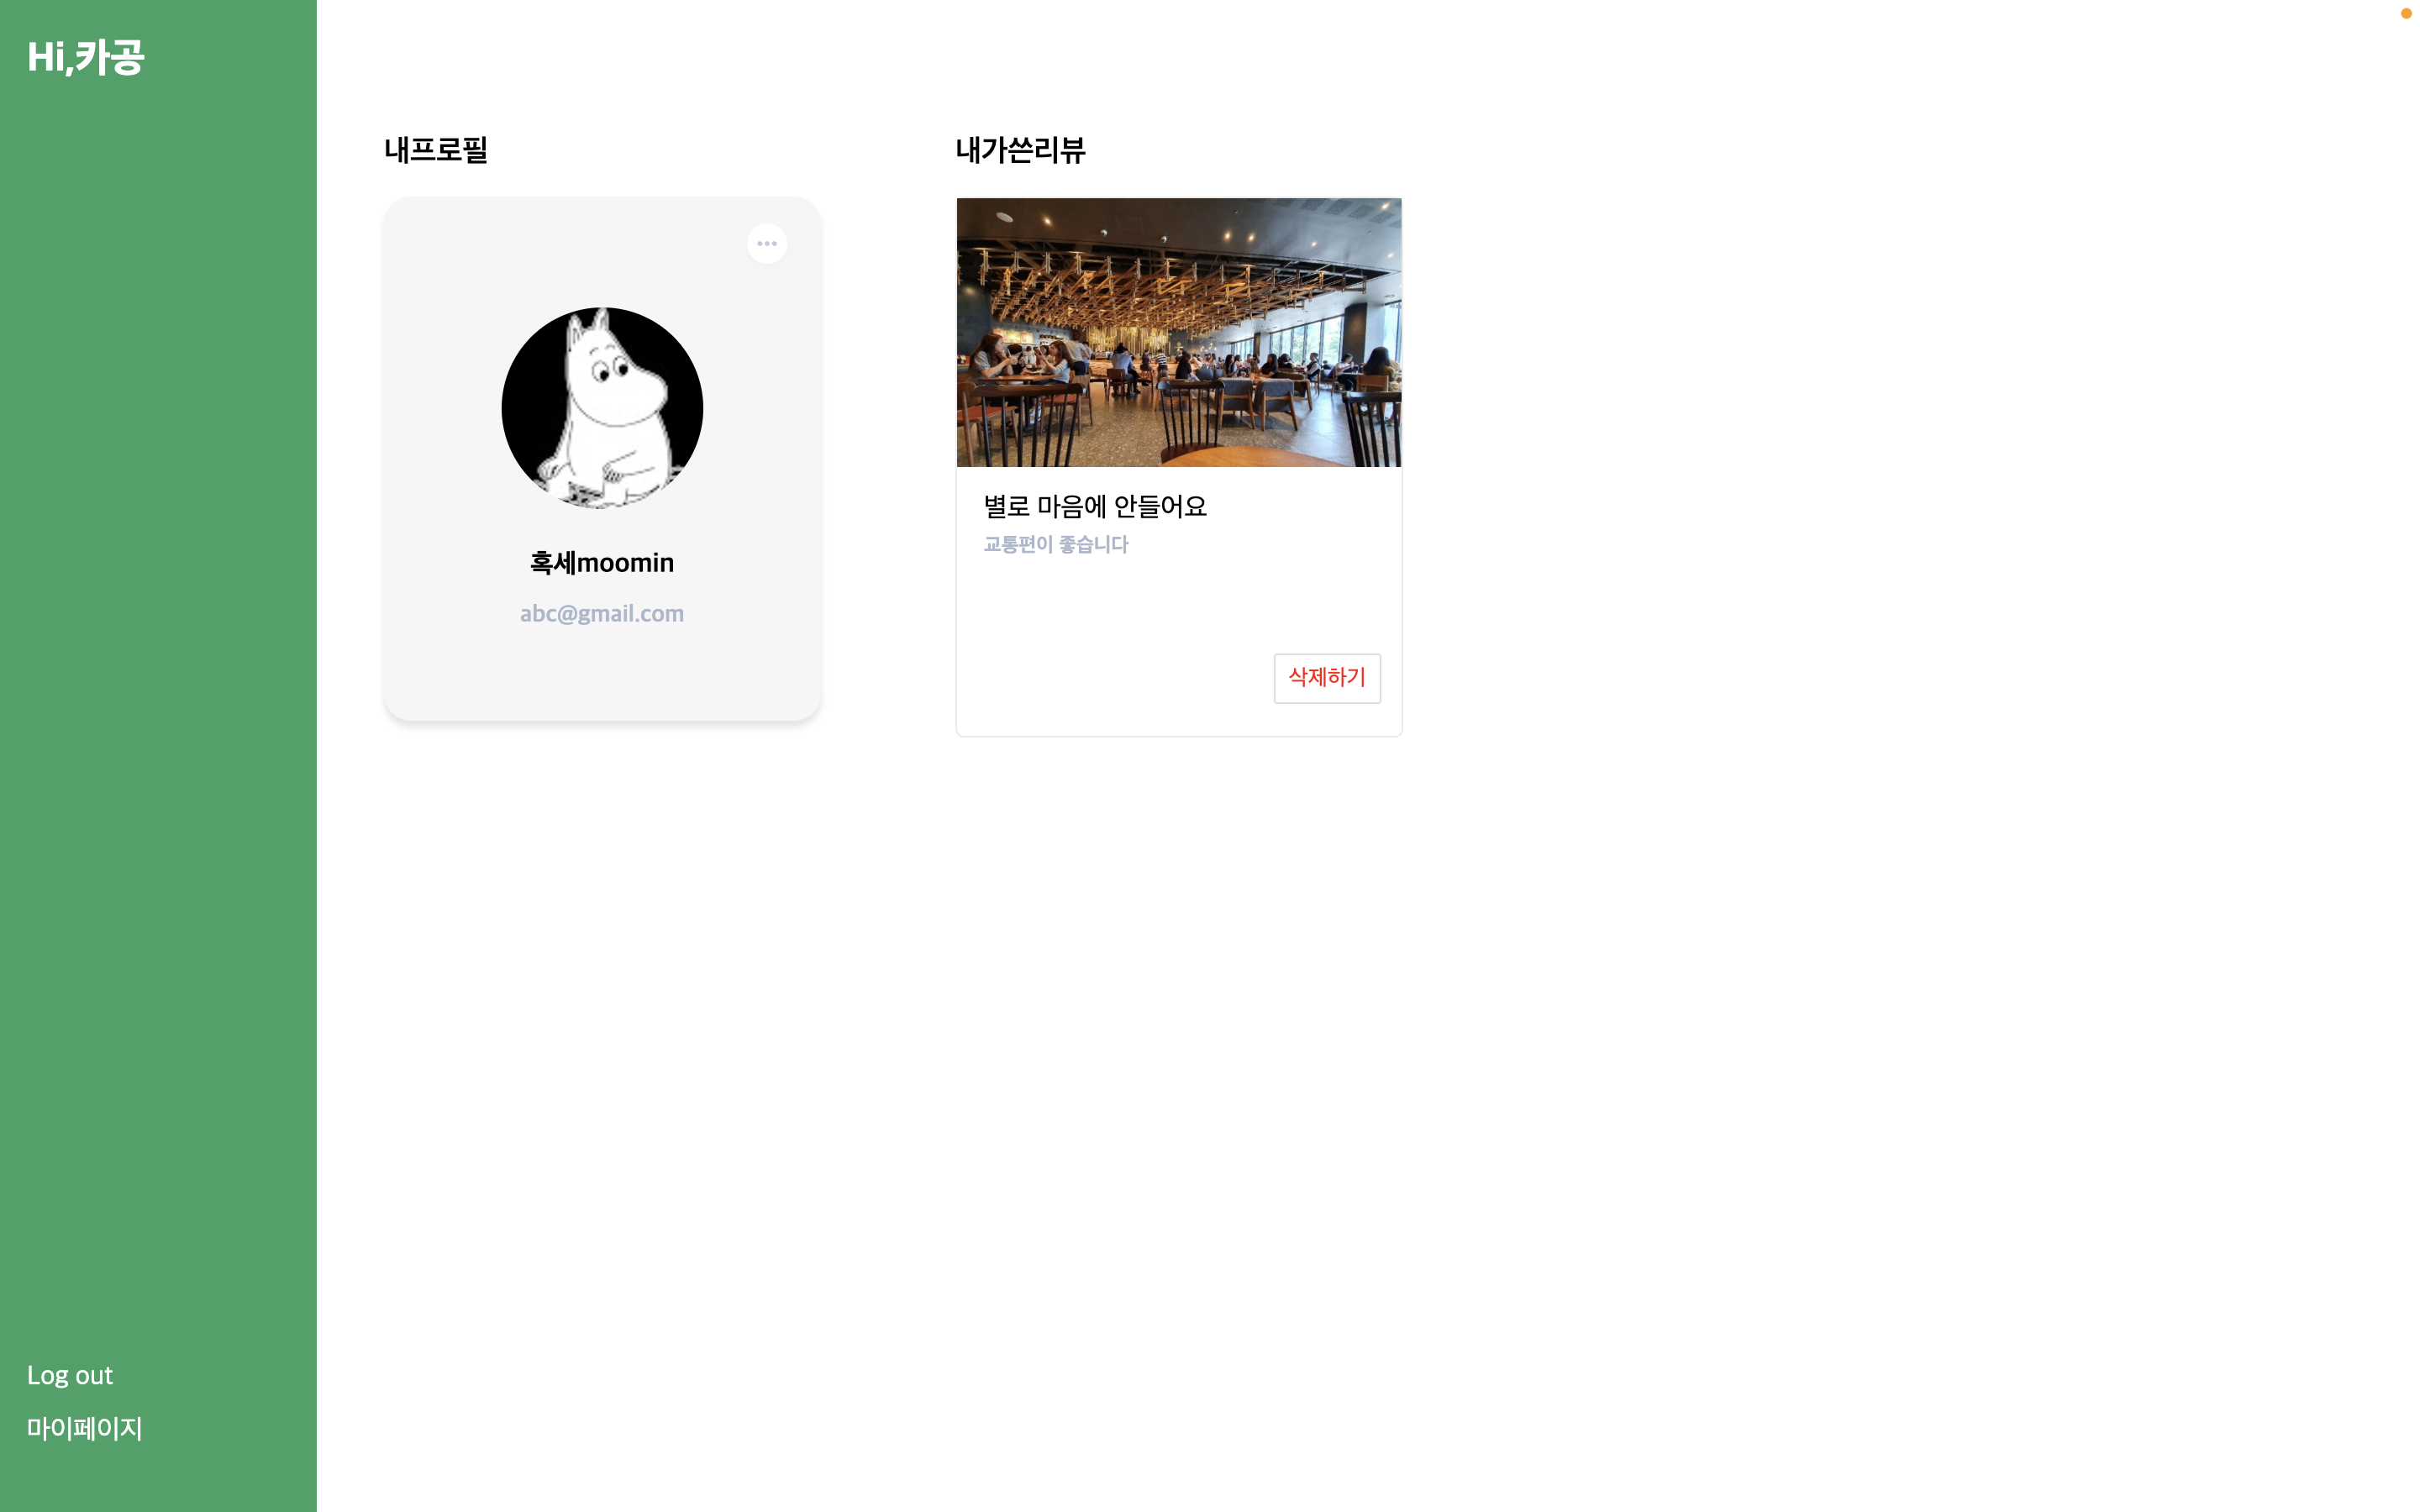 Hi,카공
내프로필
혹세moomin
abc@gmail.com
내가쓴리뷰
별로 마음에 안들어요
교통편이 좋습니다
삭제하기
Log out
마이페이지